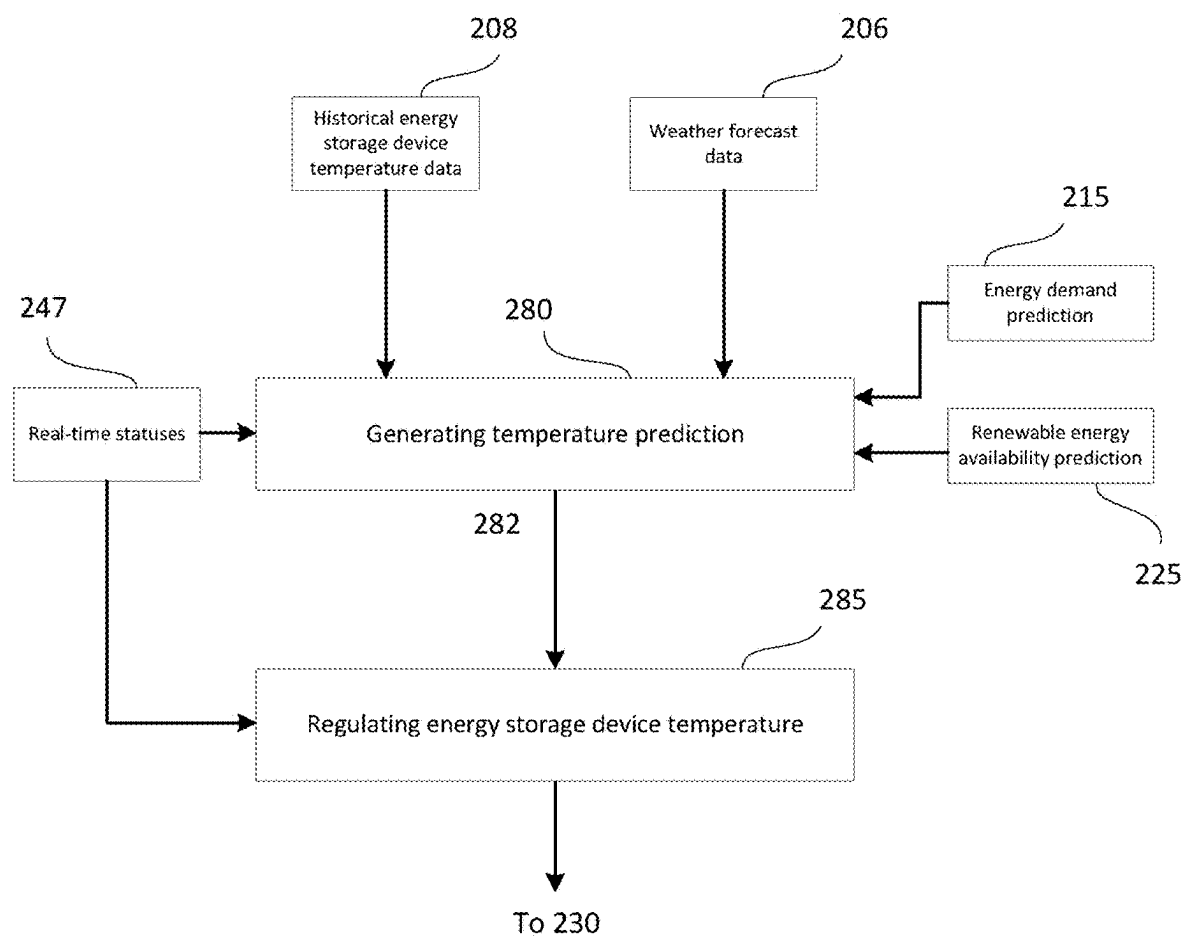 208
206
Historical energy
storage device
temperature data
Weather forecast
data
215
Energy demand
prediction
247
280
Real-time statuses
Generating temperature prediction
Renewable energy
availability prediction
282
225
285
Regulating energy storage device temperature
To 230